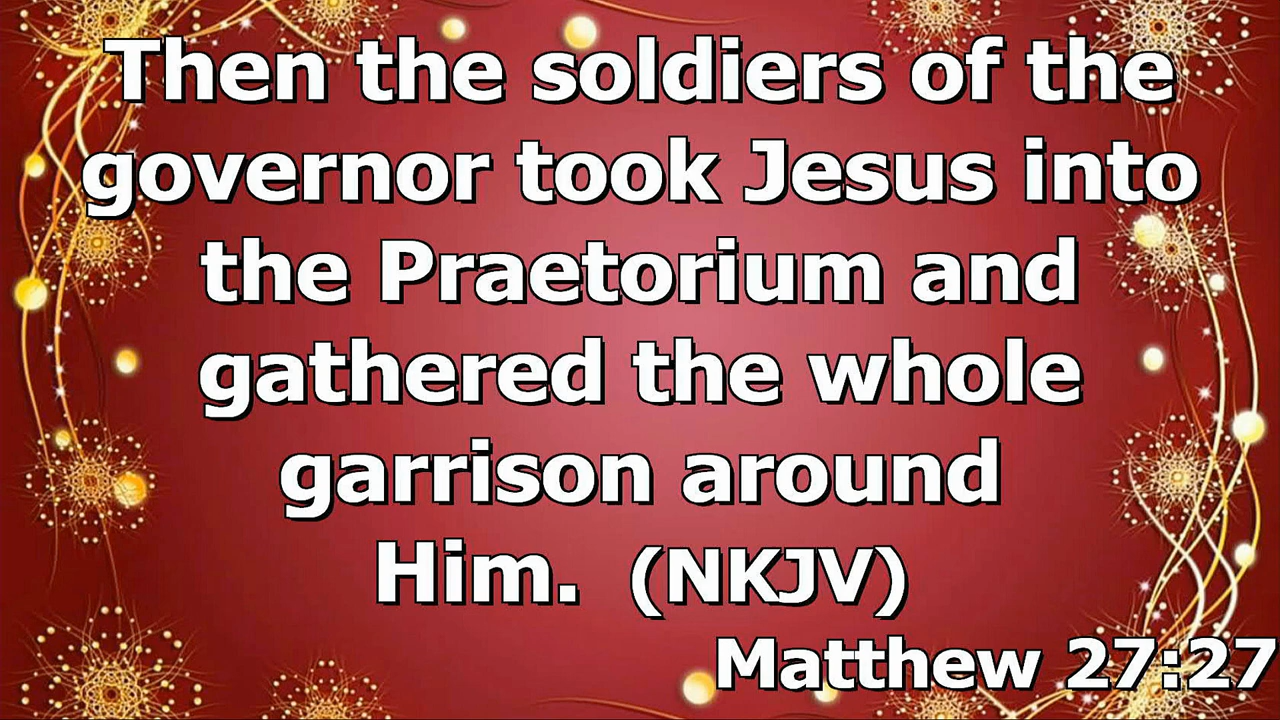 Then the soldiers of the
governor took Jesus into
the Praetorium and
gathered the whole
garrison around
Him. (NKJV)
Matthew 27:27